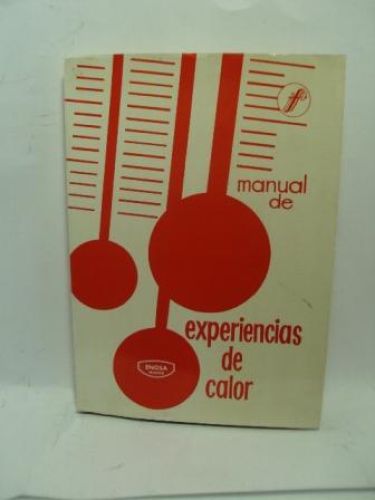 f
manual
de
experiencias
de
calor
ENOSA